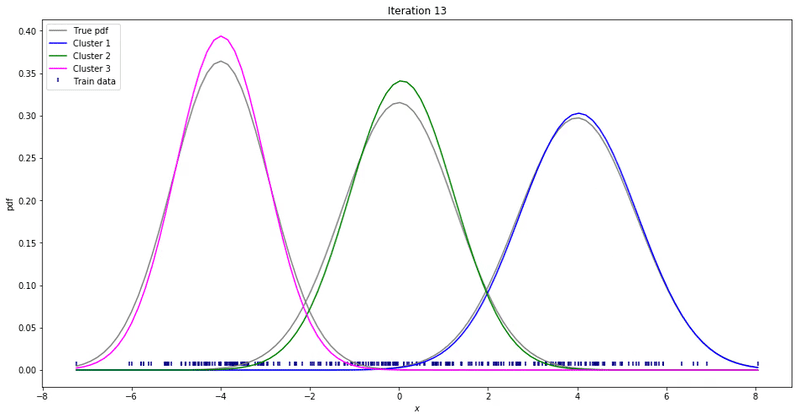 Iteration 13
True pdf
Cluster 1
Cluster 2
Cluster 3
Train data
0.40
0.35
0.30
0.25
0.20
0.15
0.10
0.05
0.00
pdf
−8
−6
−4
−2
0
2
4
6
8
x